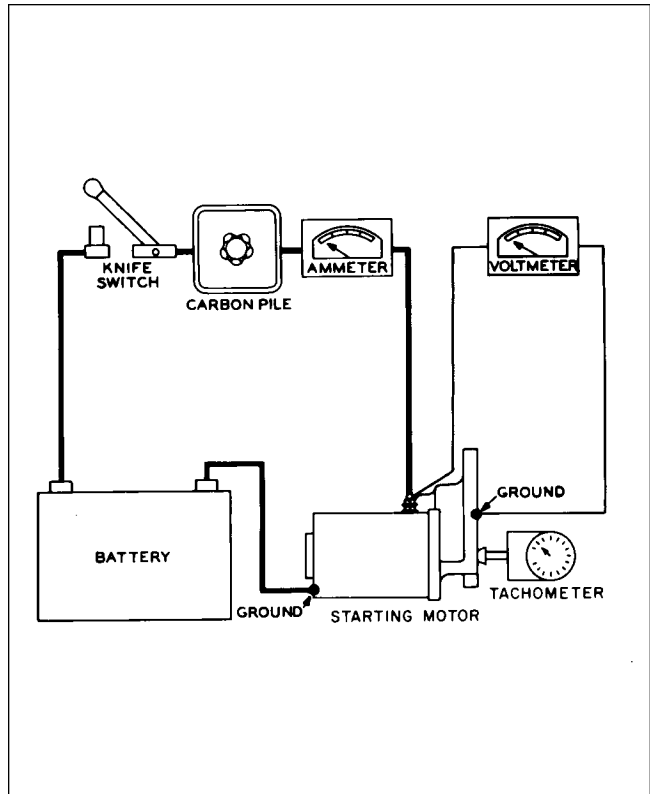 KNIFE
SWITCH
CARBON PILE
AMMETER
VOLTMETER
BATTERY
GROUND
STARTING MOTOR
GROUND
TACHOMETER